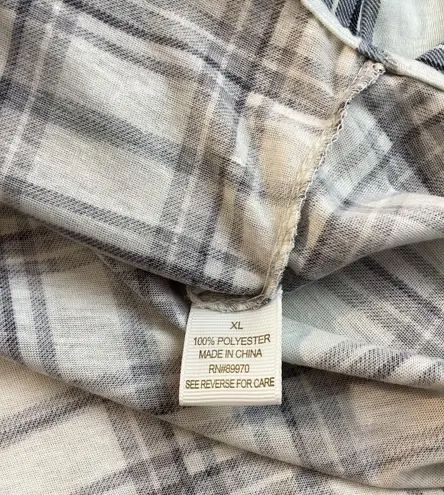 XL
100% POLYESTER
MADE IN CHINA
RN#89970
SEE REVERSE FOR CARE